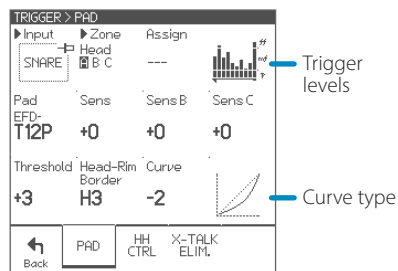 TRIGGER > PAD
▶Input ▶Zone Assign
SNARE Head
A B C ---
ff
mf
p
Trigger levels
Pad Sens Sens B Sens C
EFD-
T12P +0 +0 +0
Threshold Head-Rim Border Curve
+3 H3 -2
Curve type
Back PAD HH CTRL X-TALK ELIM.